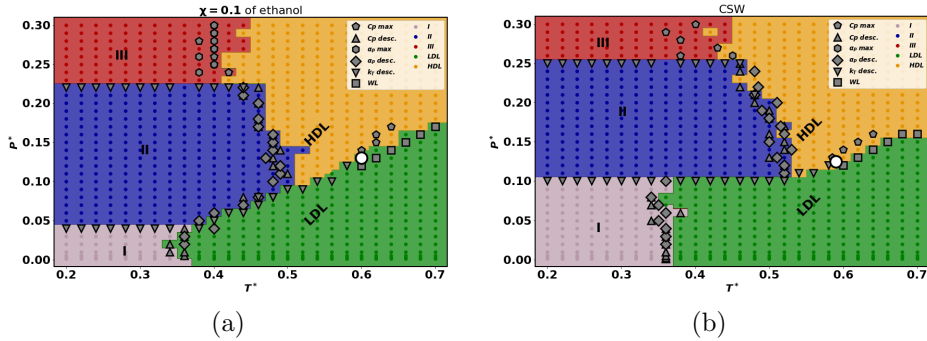 χ = 0.1 of ethanol
0.30
0.25
0.20
0.15
0.10
0.05
0.00
P*
0.2 0.3 0.4 0.5 0.6 0.7
T*
III
II
I
HDL
LDL
Cp max
Cp desc.
αP max
αP desc.
kT desc.
WL
I
II
III
LDL
HDL
(a)
CSW
0.30
0.25
0.20
0.15
0.10
0.05
0.00
P*
0.2 0.3 0.4 0.5 0.6 0.7
T*
III
II
I
HDL
LDL
Cp max
Cp desc.
αP max
αP desc.
kT desc.
WL
I
II
III
LDL
HDL
(b)